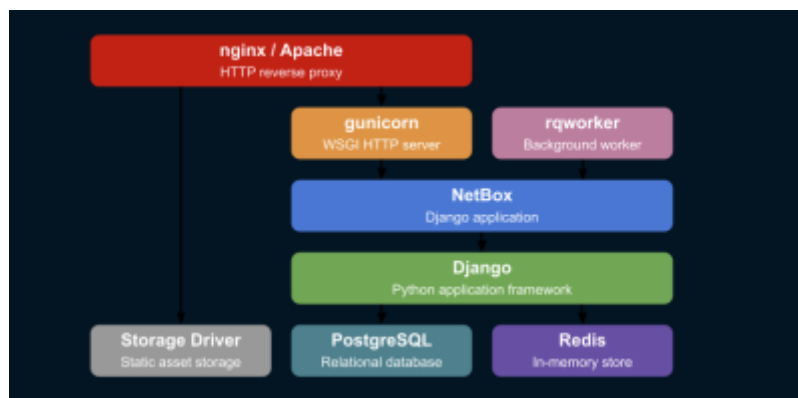 nginx / Apache
HTTP reverse proxy
gunicorn
WSGI HTTP server
rqworker
Background worker
NetBox
Django application
Django
Python application framework
Storage Driver
Static asset storage
PostgreSQL
Relational database
Redis
In-memory store